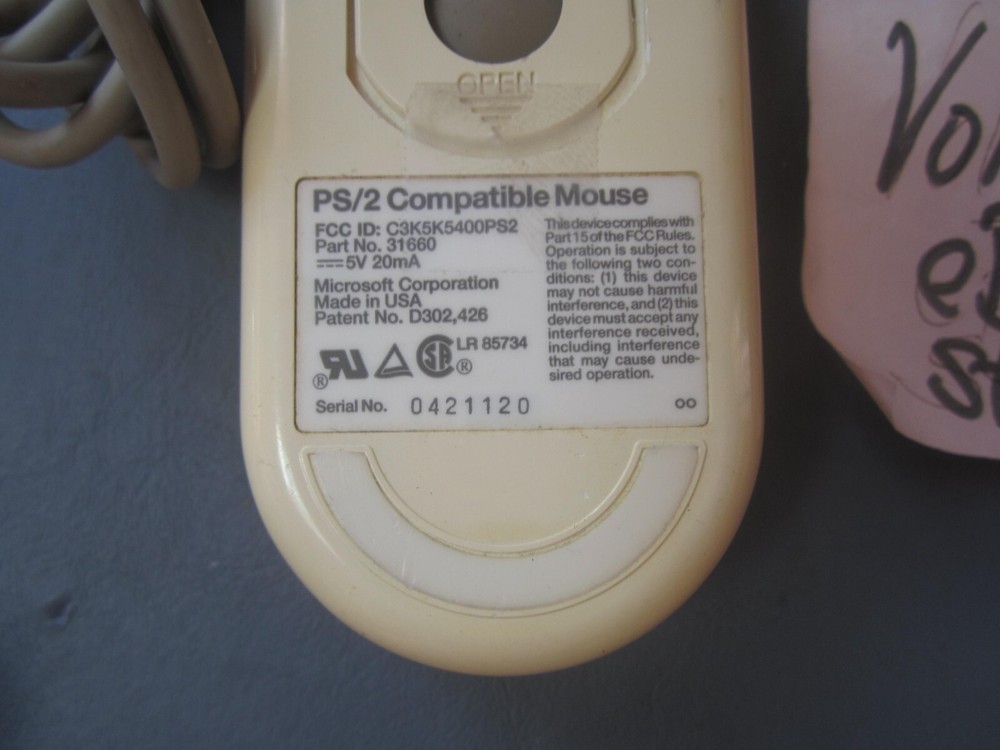 OPEN
PS/2 Compatible Mouse
FCC ID: C3K5K5400PS2
Part No. 31660
5V 20mA
Microsoft Corporation
Made in USA
Patent No. D302,426
LR 85734
Serial No. 0421120
This device complies with
Part 15 of the FCC Rules.
Operation is subject to
the following two con-
ditions: (1) this device
may not cause harmful
interference, and (2) this
device must accept any
interference received,
including interference
that may cause unde-
sired operation.
OO